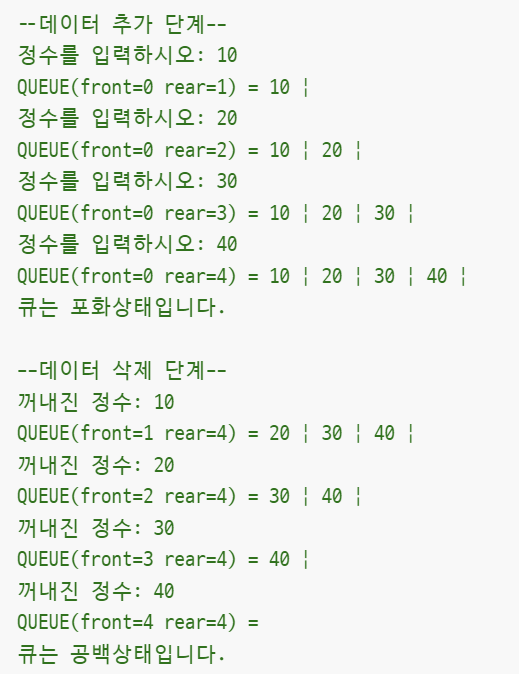 --데이터 추가 단계--
정수를 입력하시오: 10
QUEUE(front=0 rear=1) = 10 ¦
정수를 입력하시오: 20
QUEUE(front=0 rear=2) = 10 ¦ 20 ¦
정수를 입력하시오: 30
QUEUE(front=0 rear=3) = 10 ¦ 20 ¦ 30 ¦
정수를 입력하시오: 40
QUEUE(front=0 rear=4) = 10 ¦ 20 ¦ 30 ¦ 40 ¦
큐는 포화상태입니다.
--데이터 삭제 단계--
꺼내진 정수: 10
QUEUE(front=1 rear=4) = 20 ¦ 30 ¦ 40 ¦
꺼내진 정수: 20
QUEUE(front=2 rear=4) = 30 ¦ 40 ¦
꺼내진 정수: 30
QUEUE(front=3 rear=4) = 40 ¦
꺼내진 정수: 40
QUEUE(front=4 rear=4) =
큐는 공백상태입니다.